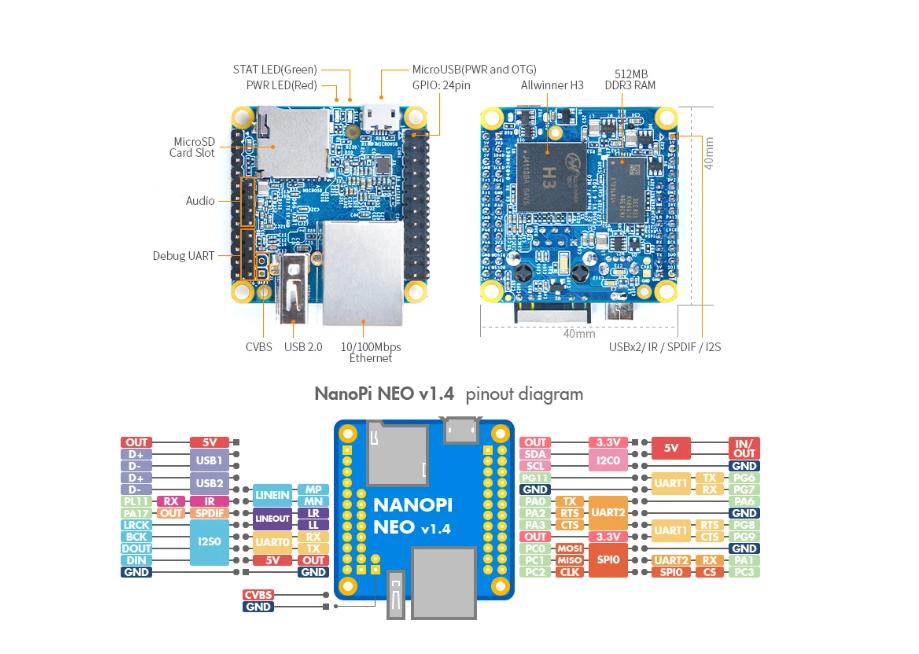 STAT LED(Green)
PWR LED(Red)
MicroUSB(PWR and OTG)
GPIO: 24pin
Allwinner H3
512MB
DDR3 RAM
MicroSD
Card Slot
Audio
Debug UART
H3
40mm
40mm
CVBS
USB 2.0
10/100Mbps
Ethernet
USBx2/ IR / SPDIF / I2S
NanoPi NEO v1.4 pinout diagram
OUT 5V
D+
D-
USB1
D+
D-
USB2
PL11 RX IR
PA17 OUT SPDIF
LRCK
BCK
DOUT
DIN
I2S0
GND
LINEIN MP
MN
LINEOUT LR
LL
UART0 RX
TX
5V OUT
GND
CVBS
GND
NANOPI
NEO v1.4
OUT 3.3V
SDA
SCL
I2C0
PG11
GND
PA0 TX
PA2 RTS
PA3 CTS
UART2
OUT 3.3V
PC0 MOSI
PC1 MISO
PC2 CLK
SPI0
5V IN/
OUT
GND
UART1 TX PG6
RX PG7
PA6
GND
UART1 RTS PG8
CTS PG9
GND
UART2 RX PA1
SPI0 CS PC3